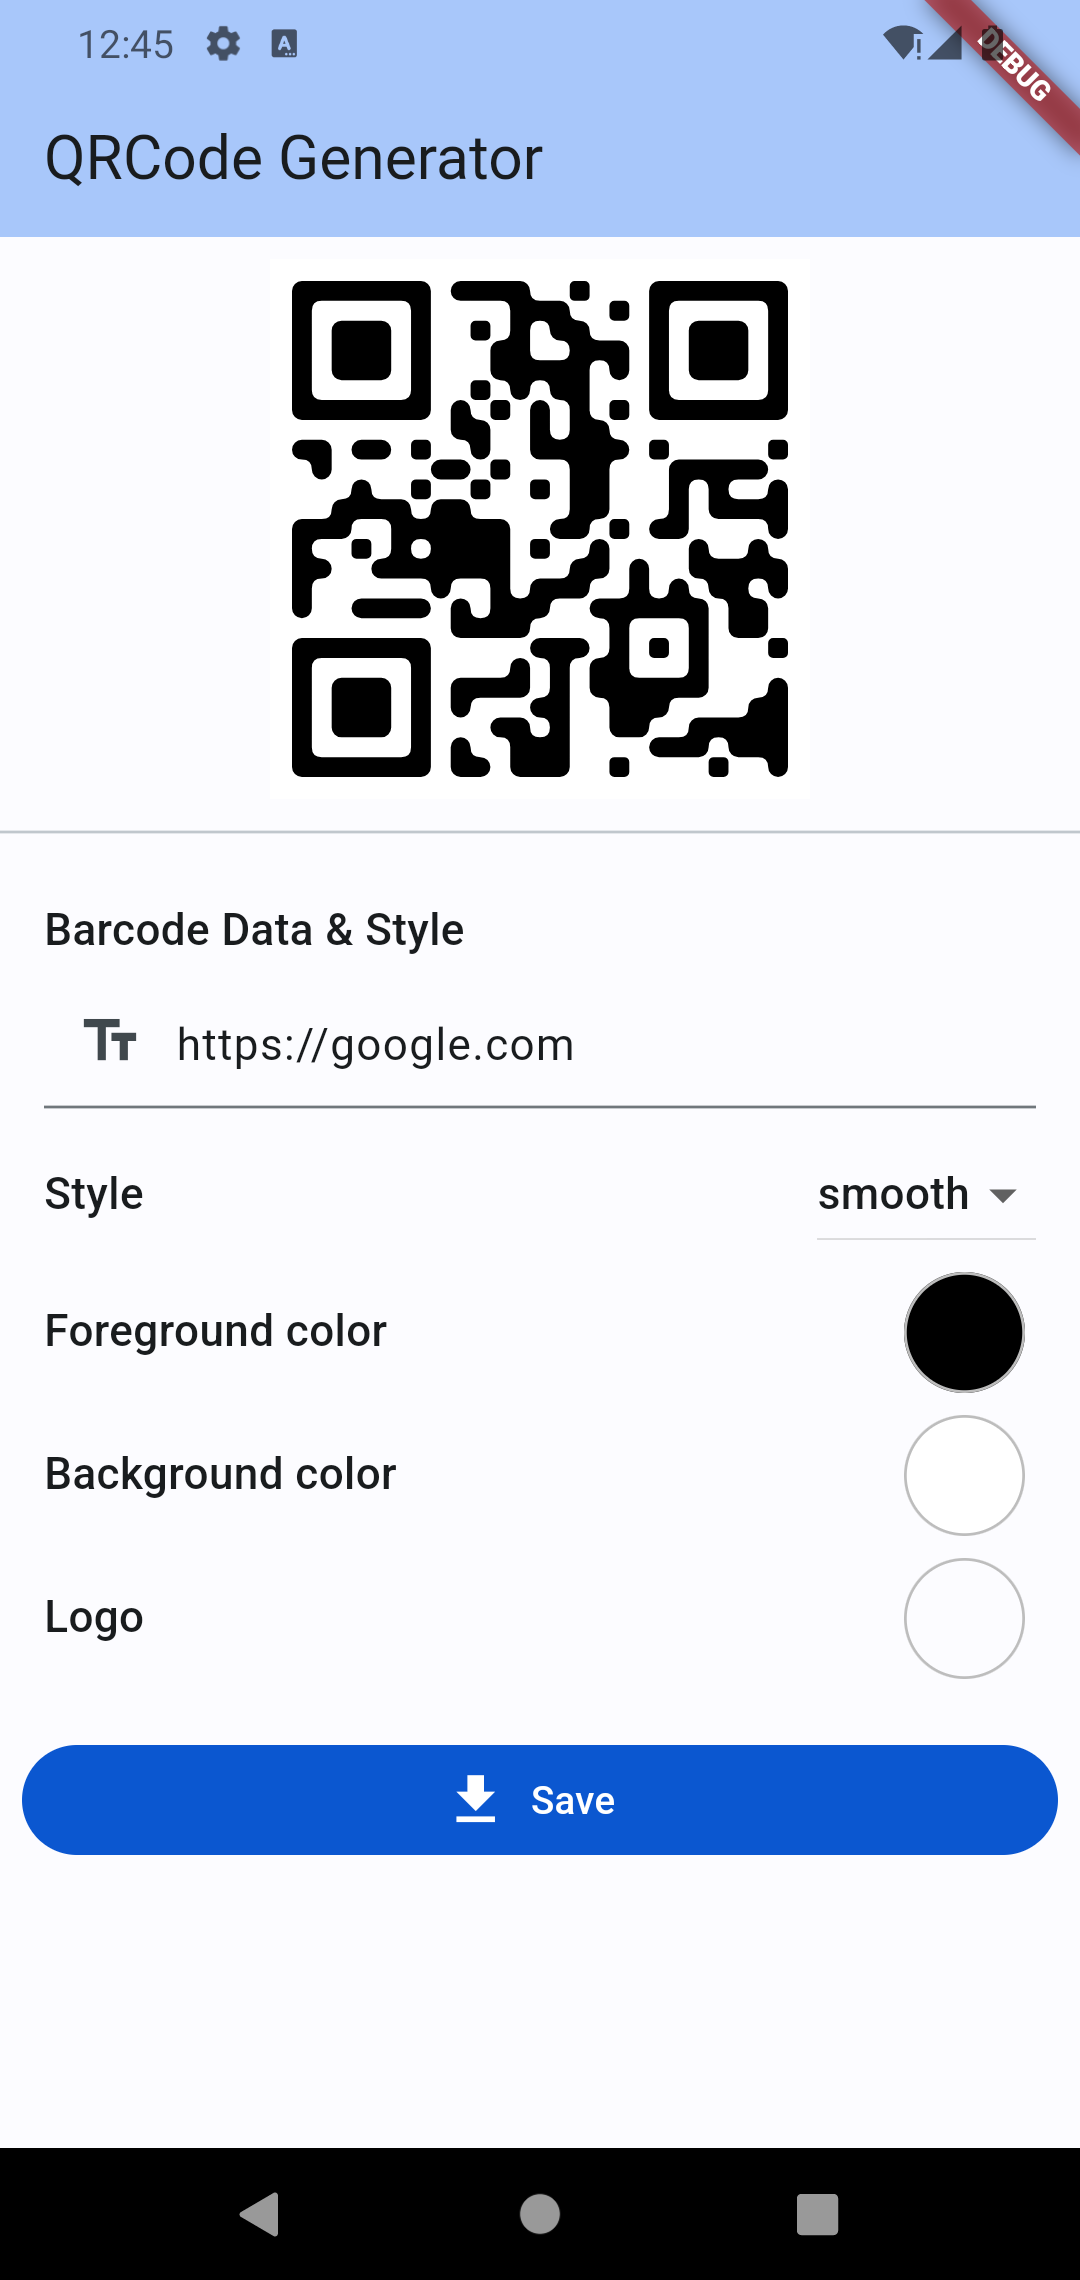 12:45
A
DEBUG
QRCode Generator
Barcode Data & Style
Tт https://google.com
Style
smooth
Foreground color
Background color
Logo
Save